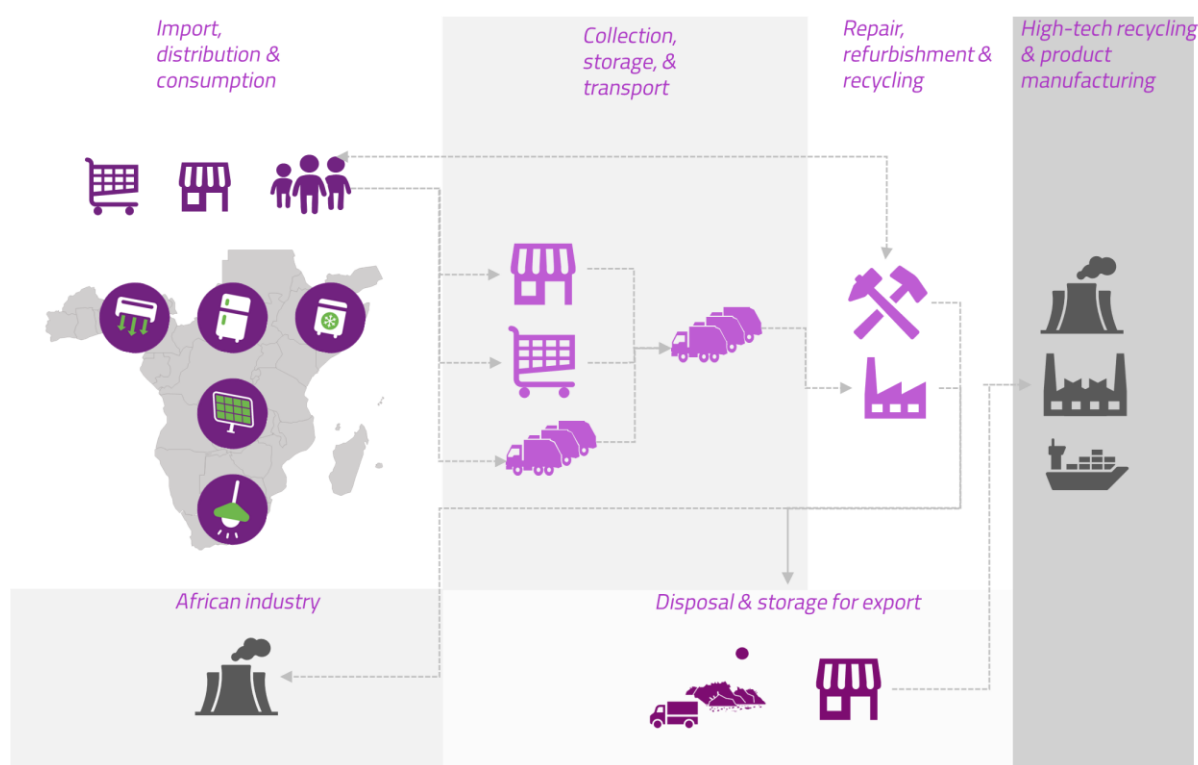 Import,
distribution &
consumption
Collection,
storage, &
transport
Repair,
refurbishment &
recycling
High-tech recycling
& product
manufacturing
African industry
Disposal & storage for export